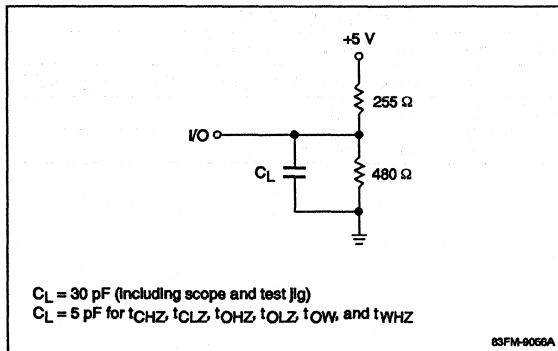 +5 V
255 Ω
I/O
CL
480 Ω
CL = 30 pF (including scope and test jig)
CL = 5 pF for tCHZ, tCLZ, tOHZ, tOLZ, tOW, and tWHZ
83FM-9056A